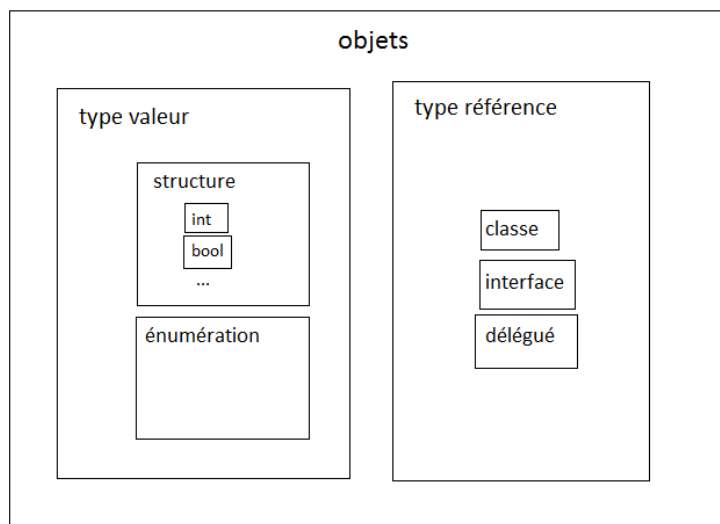 objets
type valeur
structure
int
bool
...
énumération
type référence
classe
interface
délégué